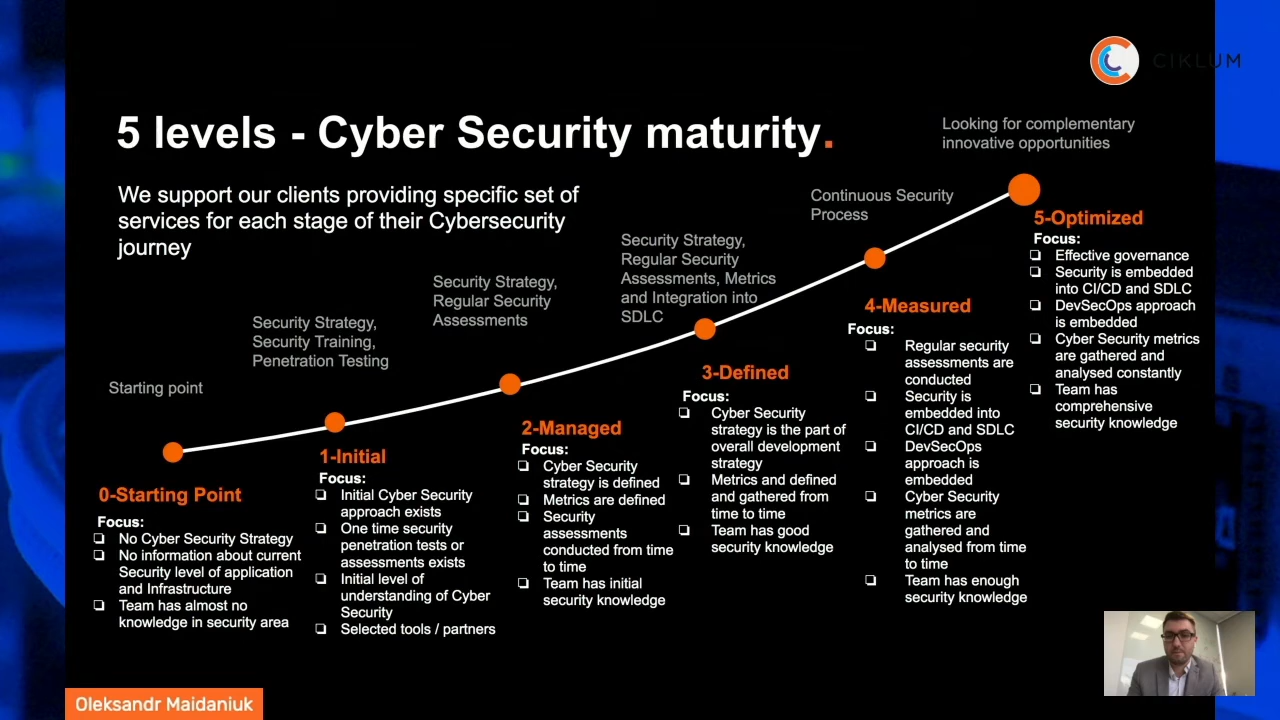 CIKLUM
5 levels - Cyber Security maturity.
We support our clients providing specific set of
services for each stage of their Cybersecurity
journey
Starting point
Security Strategy,
Security Training,
Penetration Testing
Security Strategy,
Regular Security
Assessments
Security Strategy,
Regular Security
Assessments, Metrics
and Integration into
SDLC
Continuous Security
Process
Looking for complementary
innovative opportunities
0-Starting Point
Focus:
❏ No Cyber Security Strategy
❏ No information about current
Security level of application
and Infrastructure
❏ Team has almost no
knowledge in security area
1-Initial
Focus:
❏ Initial Cyber Security
approach exists
❏ One time security
penetration tests or
assessments exists
❏ Initial level of
understanding of Cyber
Security
❏ Selected tools / partners
2-Managed
Focus:
❏ Cyber Security
strategy is defined
❏ Metrics are defined
❏ Security
assessments
conducted from time
to time
❏ Team has initial
security knowledge
3-Defined
Focus:
❏ Cyber Security
strategy is the part of
overall development
strategy
❏ Metrics and defined
and gathered from
time to time
❏ Team has good
security knowledge
4-Measured
Focus:
❏ Regular security
assessments are
conducted
❏ Security is
embedded into
CI/CD and SDLC
❏ DevSecOps
approach is
embedded
❏ Cyber Security
metrics are
gathered and
analysed from time
to time
❏ Team has enough
security knowledge
5-Optimized
Focus:
❏ Effective governance
❏ Security is embedded
into CI/CD and SDLC
❏ DevSecOps approach
is embedded
❏ Cyber Security metrics
are gathered and
analysed constantly
❏ Team has
comprehensive
security knowledge
Oleksandr Maidaniuk